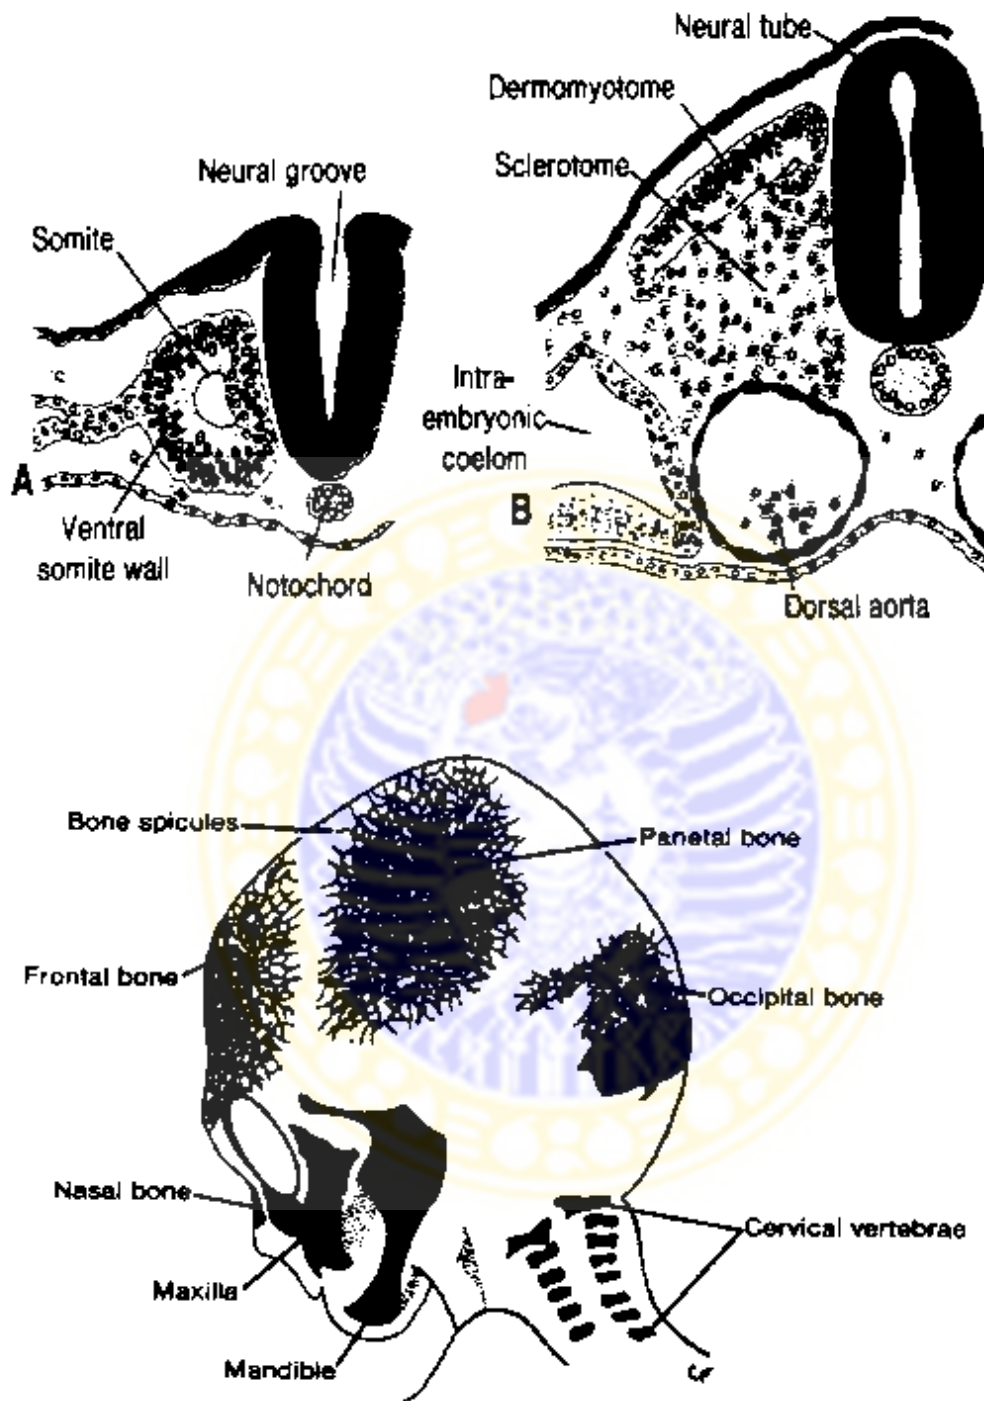 Neural tube
Dermomyotome
Neural groove
Sclerotome
Somite
Intra-
embryonic
coelom
A
B
Ventral
somite wall
Notochord
Dorsal aorta
Bone spicules
Panetal bone
Frontal bone
Occipital bone
Nasal bone
Cervical vertebrae
Maxilla
Mandible